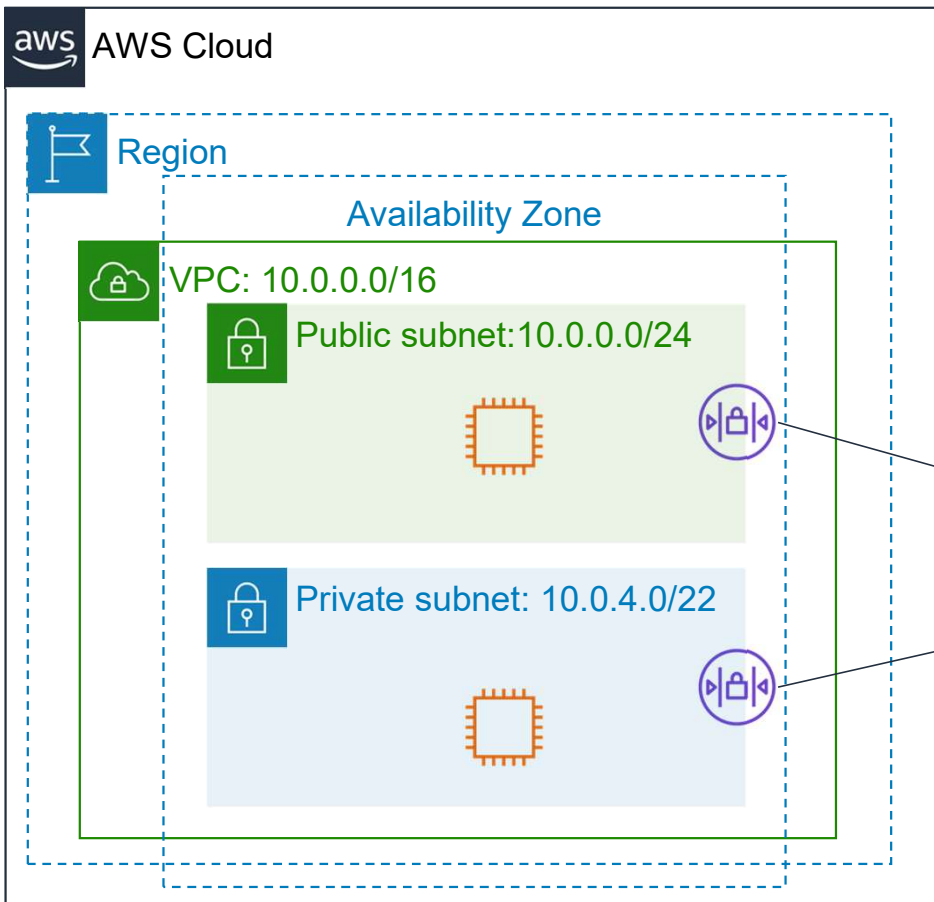 aws
AWS Cloud
Region
Availability Zone
VPC: 10.0.0.0/16
Public subnet:10.0.0.0/24
Private subnet: 10.0.4.0/22